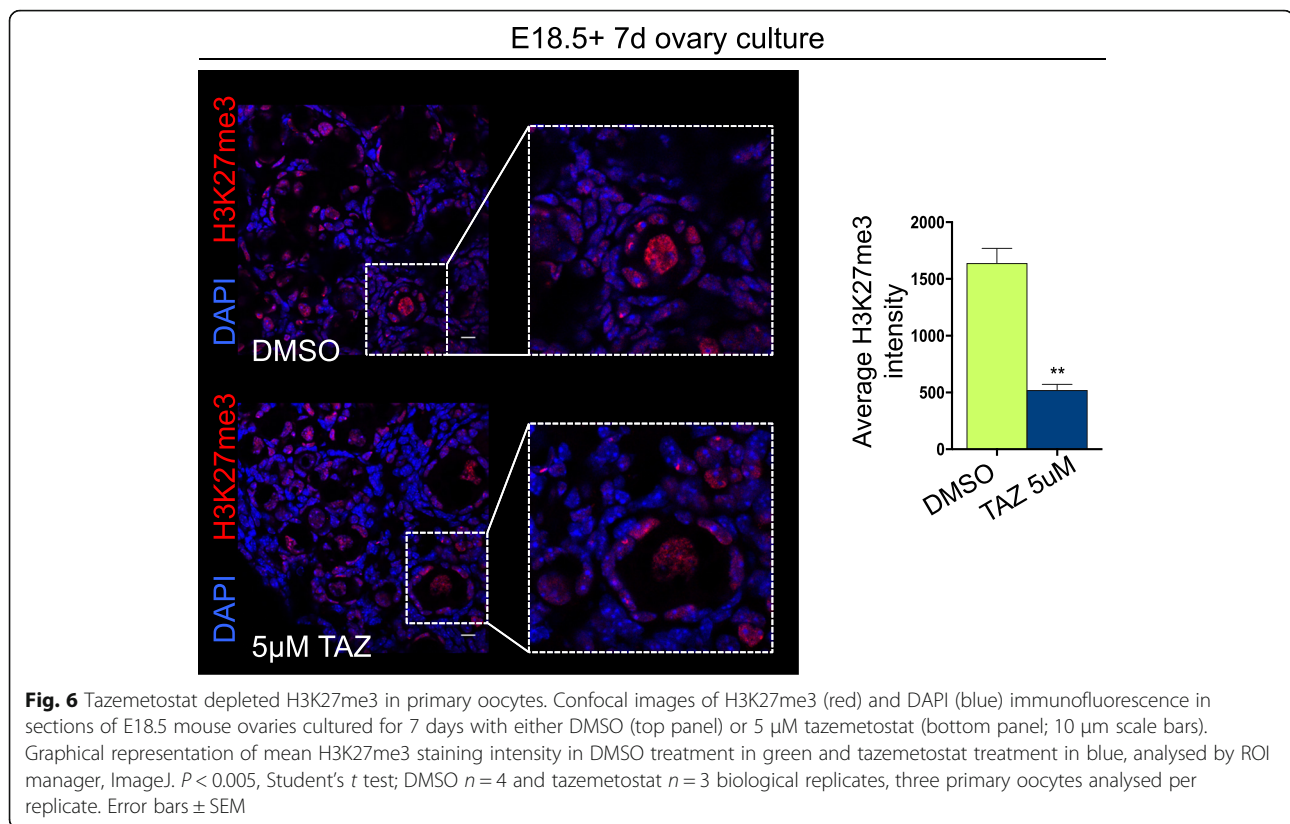 E18.5+ 7d ovary culture
DAPI H3K27me3
DMSO
DAPI H3K27me3
5µM TAZ
Average H3K27me3
intensity
2000
1500
1000
500
0
**
DMSO
TAZ 5uM
Fig. 6 Tazemetostat depleted H3K27me3 in primary oocytes. Confocal images of H3K27me3 (red) and DAPI (blue) immunofluorescence in
sections of E18.5 mouse ovaries cultured for 7 days with either DMSO (top panel) or 5 µM tazemetostat (bottom panel; 10 µm scale bars).
Graphical representation of mean H3K27me3 staining intensity in DMSO treatment in green and tazemetostat treatment in blue, analysed by ROI
manager, ImageJ. P < 0.005, Student's t test; DMSO n = 4 and tazemetostat n = 3 biological replicates, three primary oocytes analysed per
replicate. Error bars ± SEM